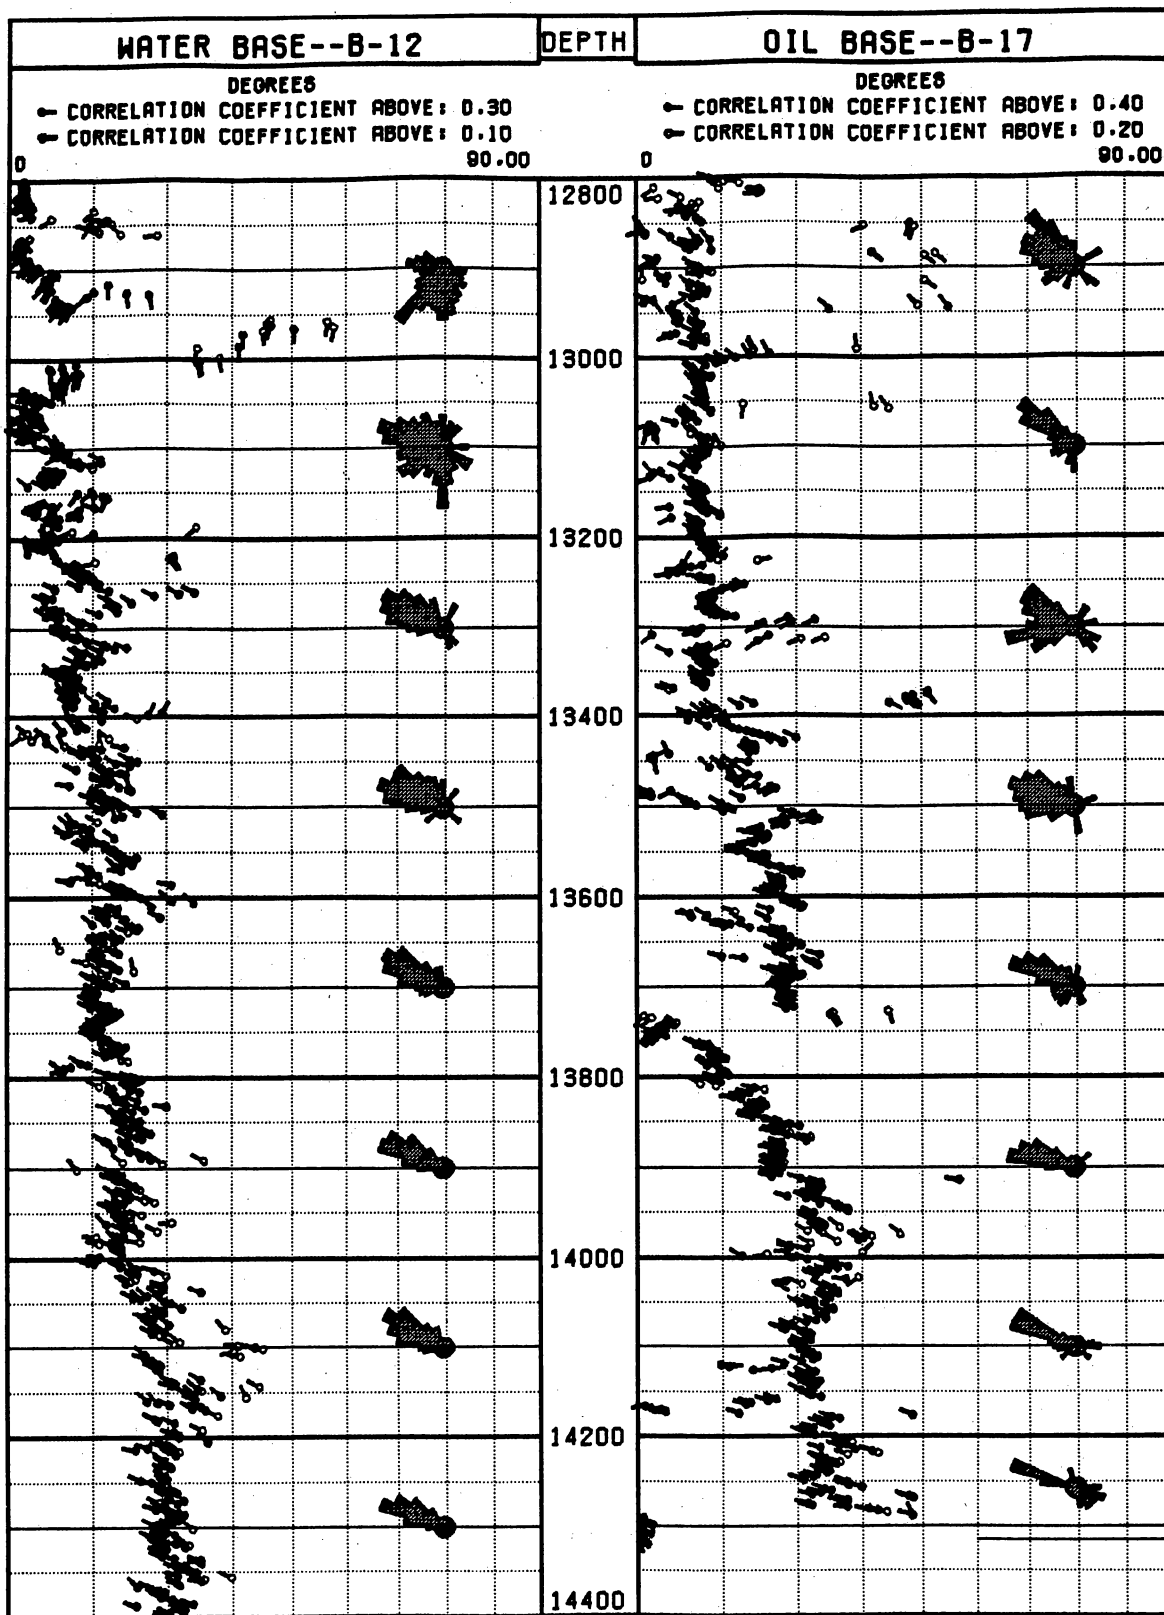 WATER BASE--B-12 DEPTH OIL BASE--B-17
DEGREES
CORRELATION COEFFICIENT ABOVE: 0.30
CORRELATION COEFFICIENT ABOVE: 0.10
0 90.00
DEGREES
CORRELATION COEFFICIENT ABOVE: 0.40
CORRELATION COEFFICIENT ABOVE: 0.20
0 90.00
12800
13000
13200
13400
13600
13800
14000
14200
14400